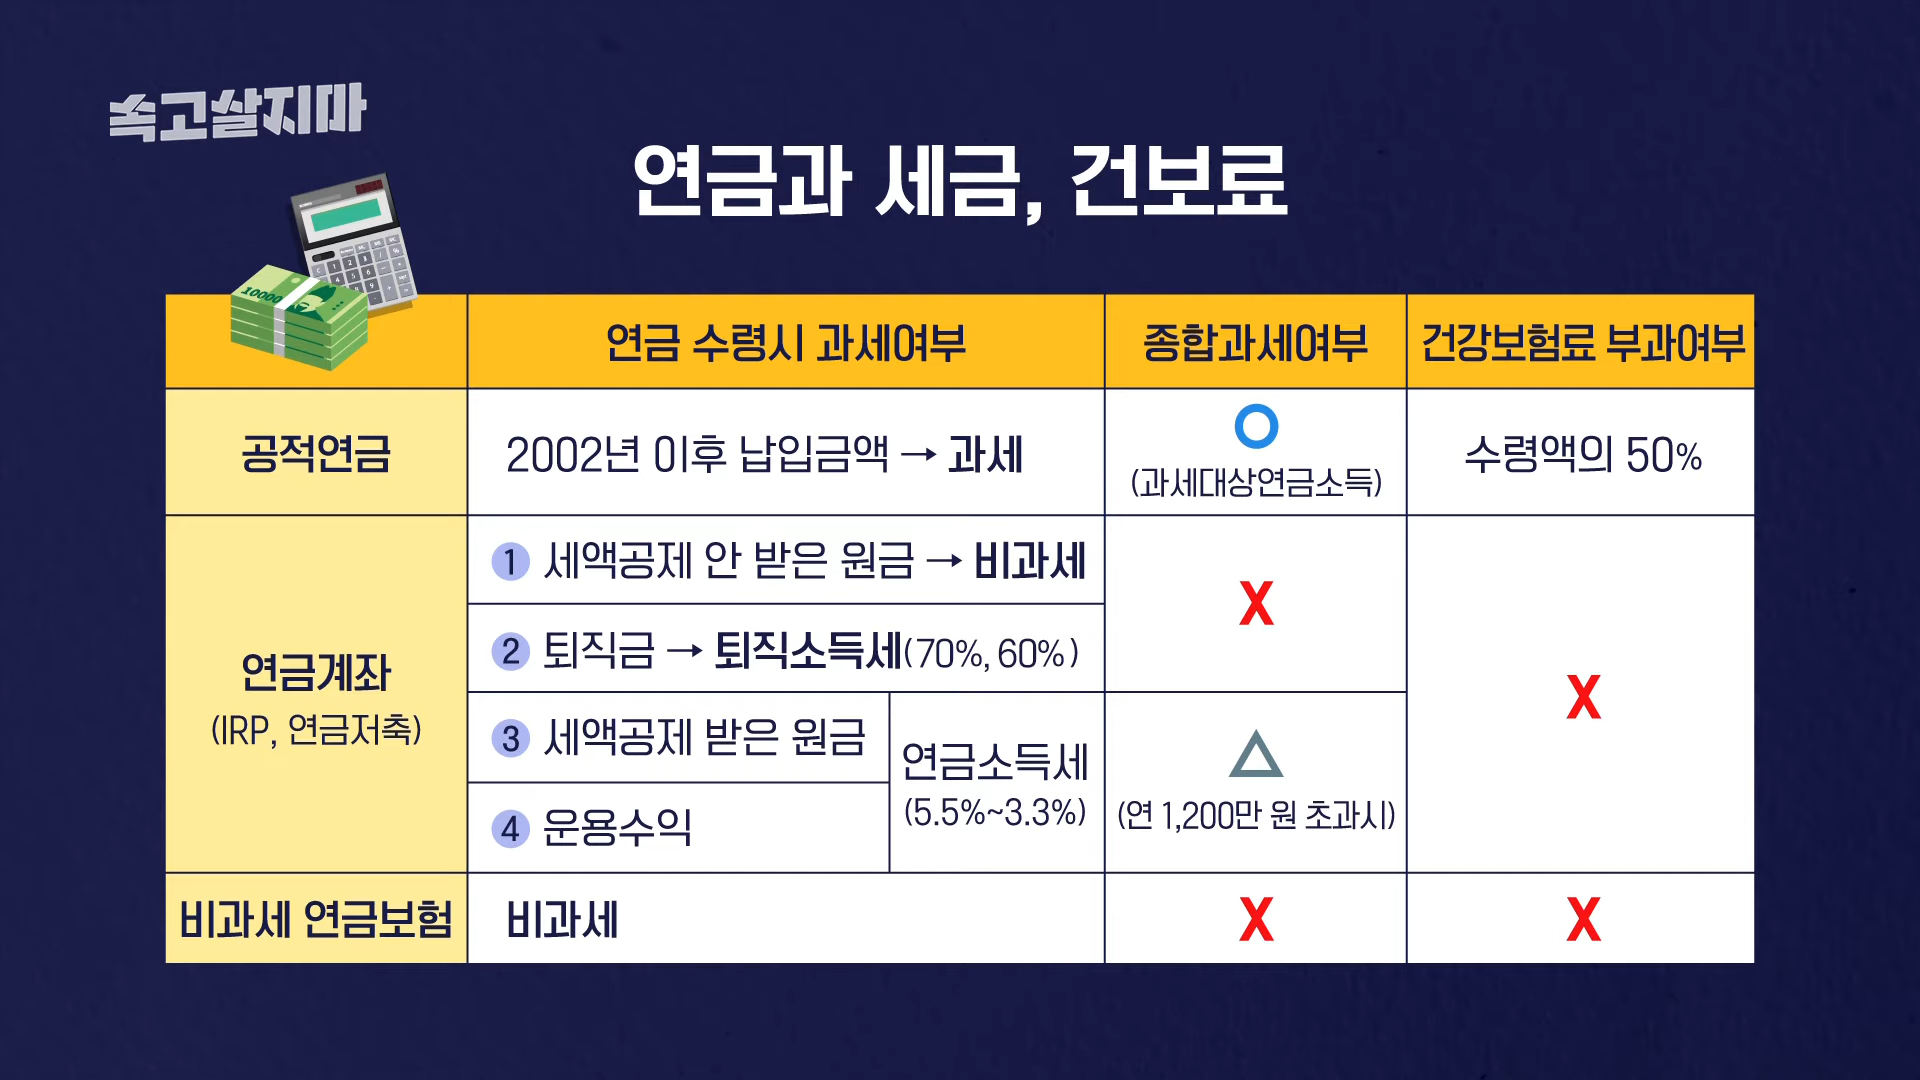 속고살지마
연금과 세금, 건보료
10000
연금 수령시 과세여부
종합과세여부
건강보험료 부과여부
공적연금
2002년 이후 납입금액 → 과세
(과세대상연금소득)
수령액의 50%
연금계좌
(IRP, 연금저축)
1 세액공제 안 받은 원금 → 비과세
X
2 퇴직금 → 퇴직소득세(70%, 60%)
3 세액공제 받은 원금
4 운용수익
연금소득세
(5.5%~3.3%)
(연 1,200만 원 초과시)
X
비과세 연금보험
비과세
X
X